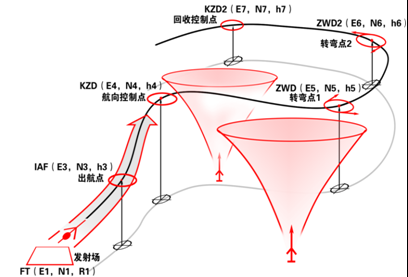 KZD2（E7, N7, h7）
回收控制点
ZWD2（E6, N6, h6）
转弯点2
KZD（E4, N4, h4）
航向控制点
ZWD（E5, N5, h5）
转弯点1
IAF（E3, N3, h3）
出航点
发射场
FT（E1, N1, R1）